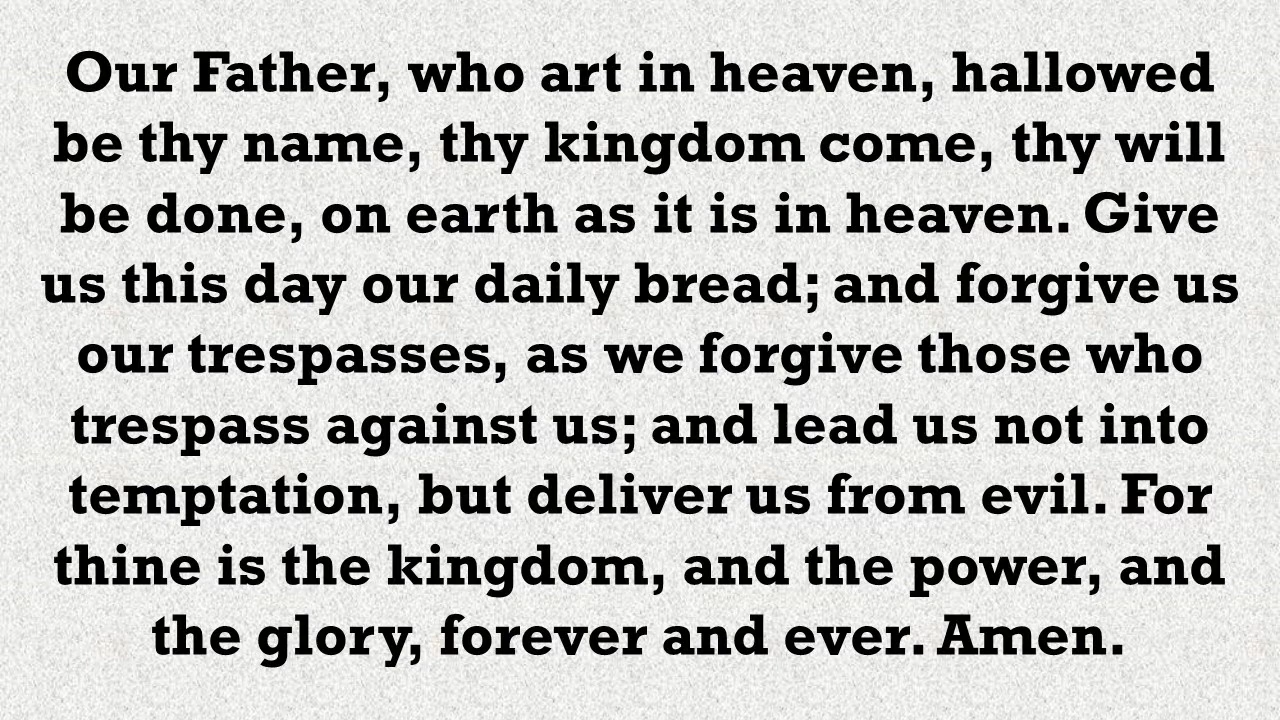 Our Father, who art in heaven, hallowed
be thy name, thy kingdom come, thy will
be done, on earth as it is in heaven. Give
us this day our daily bread; and forgive us
our trespasses, as we forgive those who
trespass against us; and lead us not into
temptation, but deliver us from evil. For
thine is the kingdom, and the power, and
the glory, forever and ever. Amen.